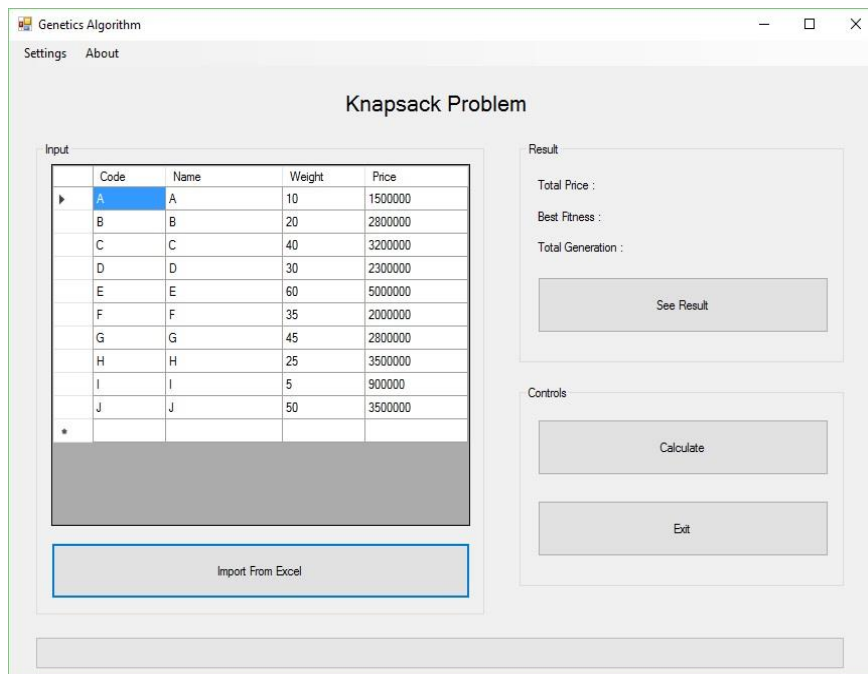 Genetics Algorithm
Settings About
Knapsack Problem
Input
Code Name Weight Price
A A 10 1500000
B B 20 2800000
C C 40 3200000
D D 30 2300000
E E 60 5000000
F F 35 2000000
G G 45 2800000
H H 25 3500000
I I 5 900000
J J 50 3500000
Import From Excel
Result
Total Price :
Best Fitness :
Total Generation :
See Result
Controls
Calculate
Exit